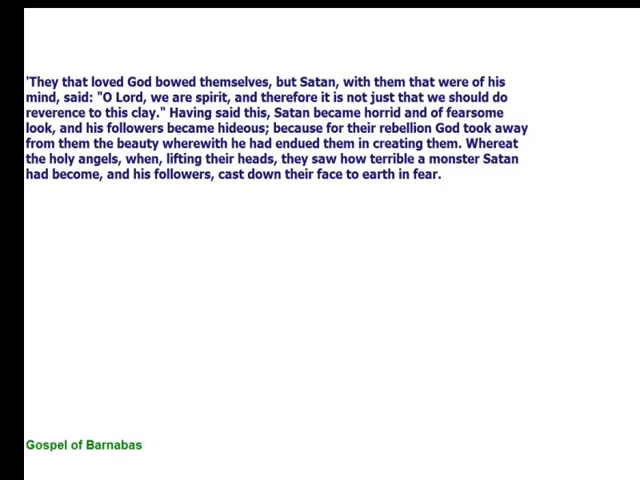 'They that loved God bowed themselves, but Satan, with them that were of his
mind, said: "O Lord, we are spirit, and therefore it is not just that we should do
reverence to this clay." Having said this, Satan became horrid and of fearsome
look, and his followers became hideous; because for their rebellion God took away
from them the beauty wherewith he had endued them in creating them. Whereat
the holy angels, when, lifting their heads, they saw how terrible a monster Satan
had become, and his followers, cast down their face to earth in fear.
Gospel of Barnabas